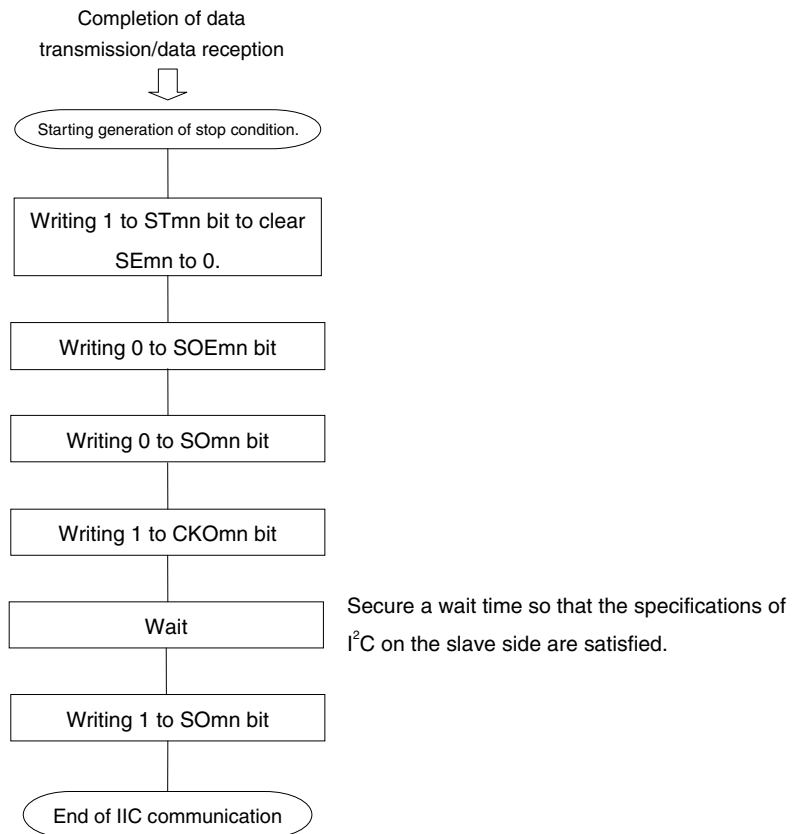 Completion of data
transmission/data reception
Starting generation of stop condition.
Writing 1 to STmn bit to clear
SEmn to 0.
Writing 0 to SOEmn bit
Writing 0 to SOmn bit
Writing 1 to CKOmn bit
Wait
Secure a wait time so that the specifications of
I²C on the slave side are satisfied.
Writing 1 to SOmn bit
End of IIC communication